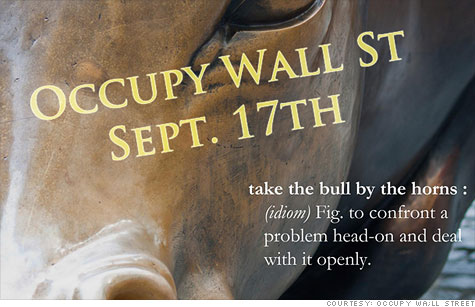 OCCUPY WALL ST
SEPT. 17TH
take the bull by the horns :
(idiom) Fig. to confront a
problem head-on and deal
with it openly.
COURTESY: OCCUPY WALL STREET